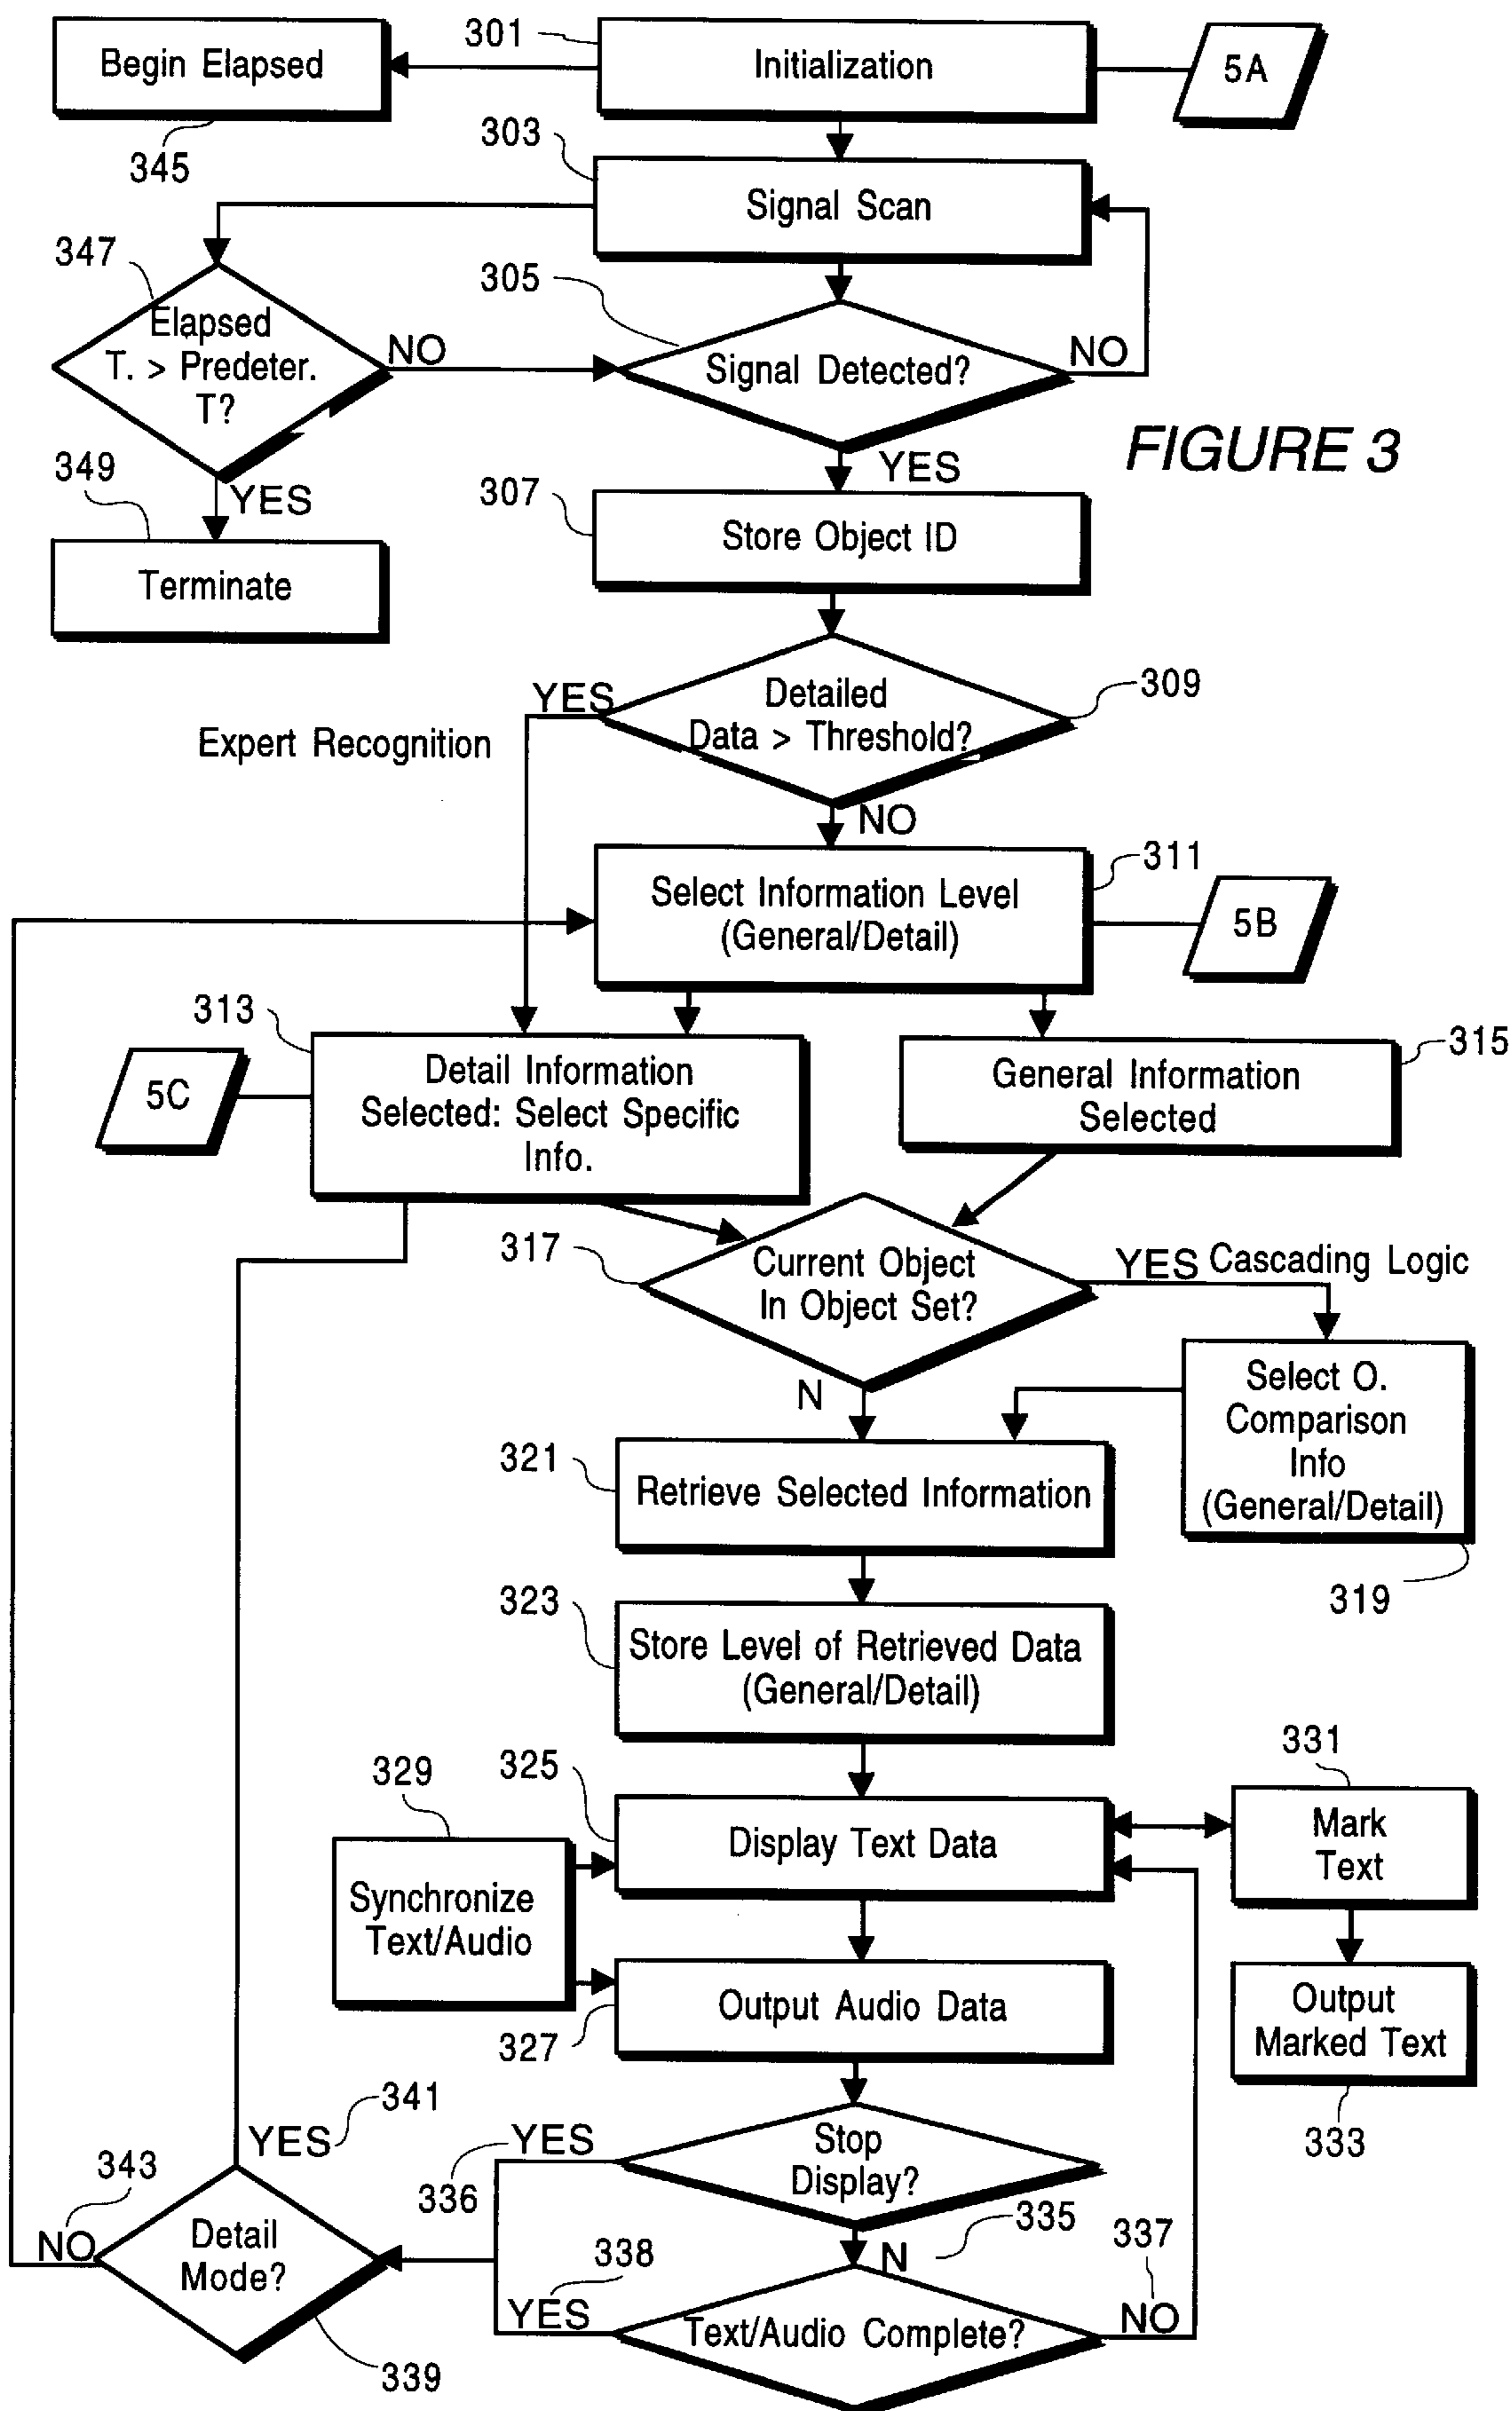 301
Begin Elapsed
Initialization
5A
345
303
Signal Scan
347
305
Elapsed
T. > Predeter.
T?
NO
Signal Detected?
NO
FIGURE 3
349
YES
307
YES
Terminate
Store Object ID
YES
Detailed
Data > Threshold?
309
Expert Recognition
NO
311
Select Information Level
(General/Detail)
5B
313
5C
Detail Information
Selected: Select Specific
Info.
General Information
Selected
315
317
Current Object
In Object Set?
YES
Cascading Logic
N
Select O.
Comparison
Info
(General/Detail)
319
321
Retrieve Selected Information
323
Store Level of Retrieved Data
(General/Detail)
329
325
331
Display Text Data
Mark
Text
Synchronize
Text/Audio
Output Audio Data
327
Output
Marked Text
333
341
YES
YES
336
Stop
Display?
343
NO
Detail
Mode?
335
N
338
337
YES
Text/Audio Complete?
NO
339